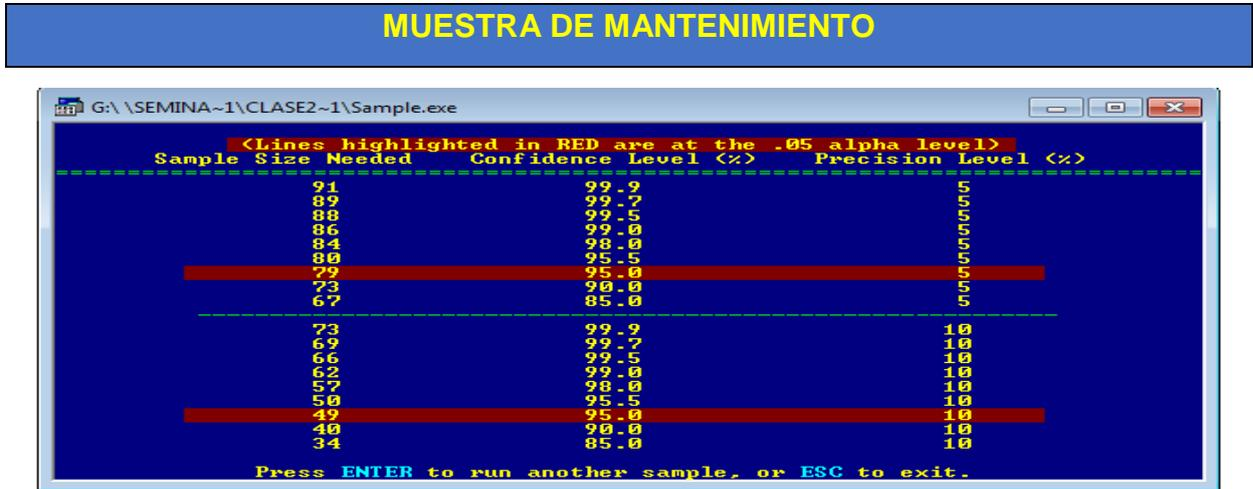 MUESTRA DE MANTENIMIENTO
G:\ \SEMINA~1\CLASE2~1\Sample.exe
(Lines highlighted in RED are at the .05 alpha level)
Sample Size Needed Confidence Level (%) Precision Level (%)
91 99.9 5
89 99.7 5
88 99.5 5
86 99.0 5
84 98.0 5
80 95.5 5
79 95.0 5
73 90.0 5
67 85.0 5
73 99.9 10
69 99.7 10
66 99.5 10
62 99.0 10
57 98.0 10
50 95.5 10
49 95.0 10
40 90.0 10
34 85.0 10
Press ENTER to run another sample, or ESC to exit.